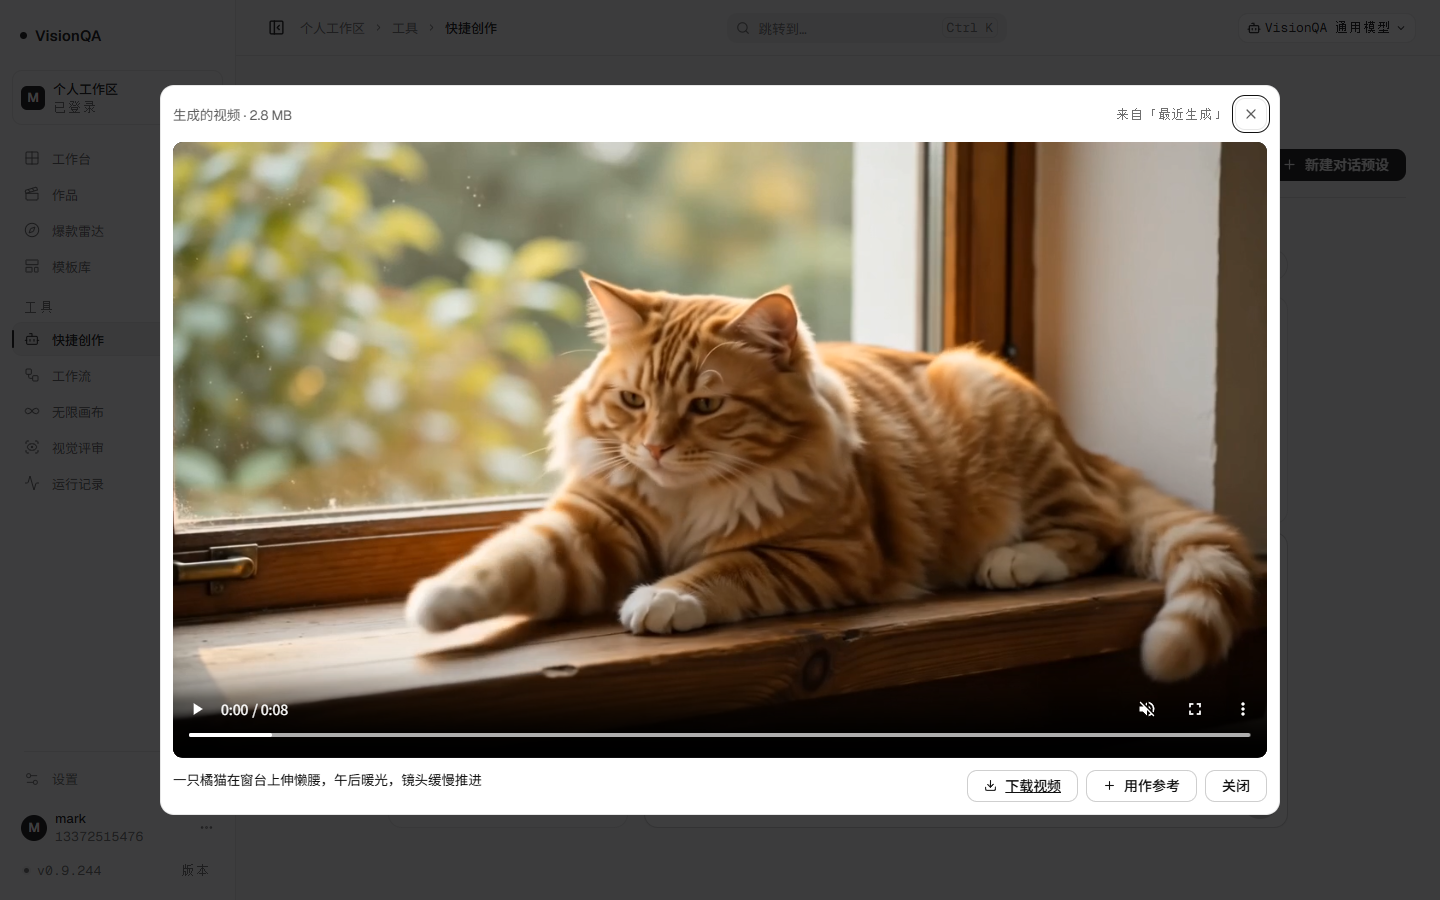 VisionQA
个人工作区 › 工具 › 快捷创作
跳转到... Ctrl K
VisionQA 通用模型
M 个人工作区
已登录
生成的视频 · 2.8 MB
来自「最近生成」
工作台
作品
爆款雷达
模板库
工具
快捷创作
工作流
无限画布
视觉评审
运行记录
+ 新建对话预设
0:00 / 0:08
一只橘猫在窗台上伸懒腰，午后暖光，镜头缓慢推进
下载视频
+ 用作参考
关闭
设置
M mark
13372515476
v0.9.244 版本